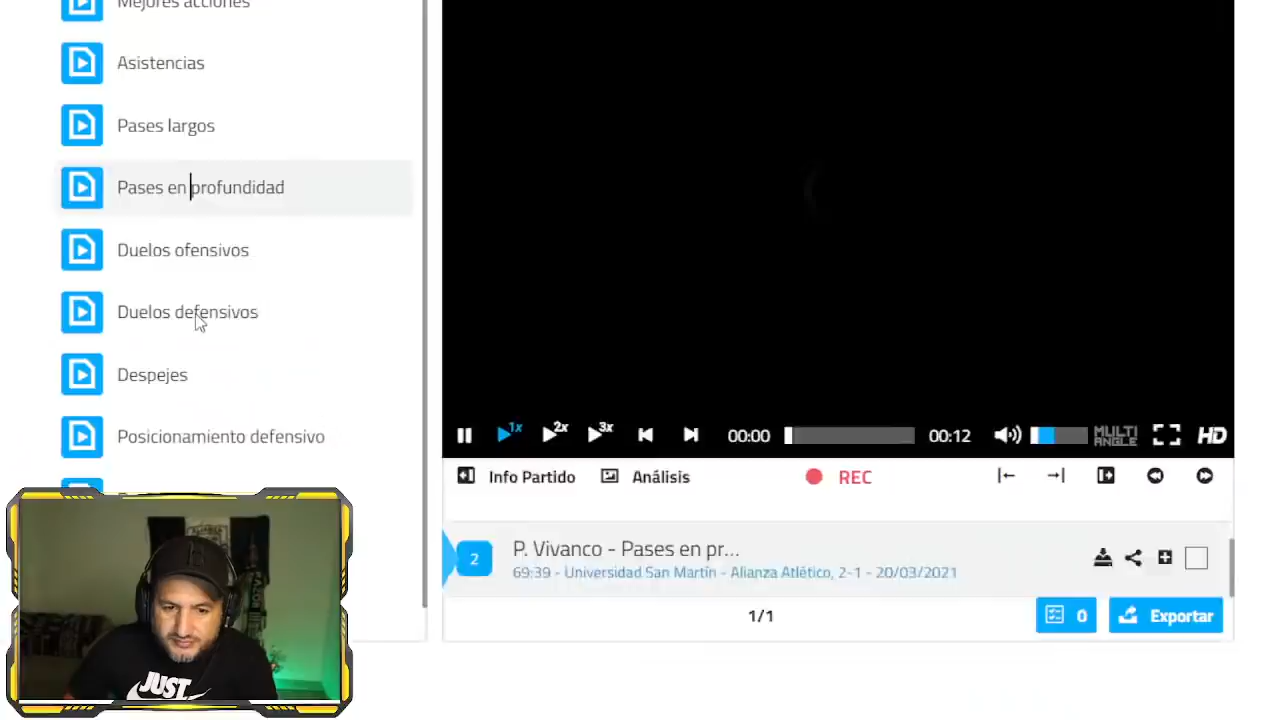 Mejores acciones
Asistencias
Pases largos
Pases en profundidad
Duelos ofensivos
Duelos defensivos
Despejes
Posicionamiento defensivo
1x 2x 3x 00:00 00:12 MULTI ANGLE HD
Info Partido Análisis REC
2 P. Vivanco - Pases en pr...
69:39 - Universidad San Martín - Alianza Atlético, 2-1 - 20/03/2021
1/1 0 Exportar
JUST